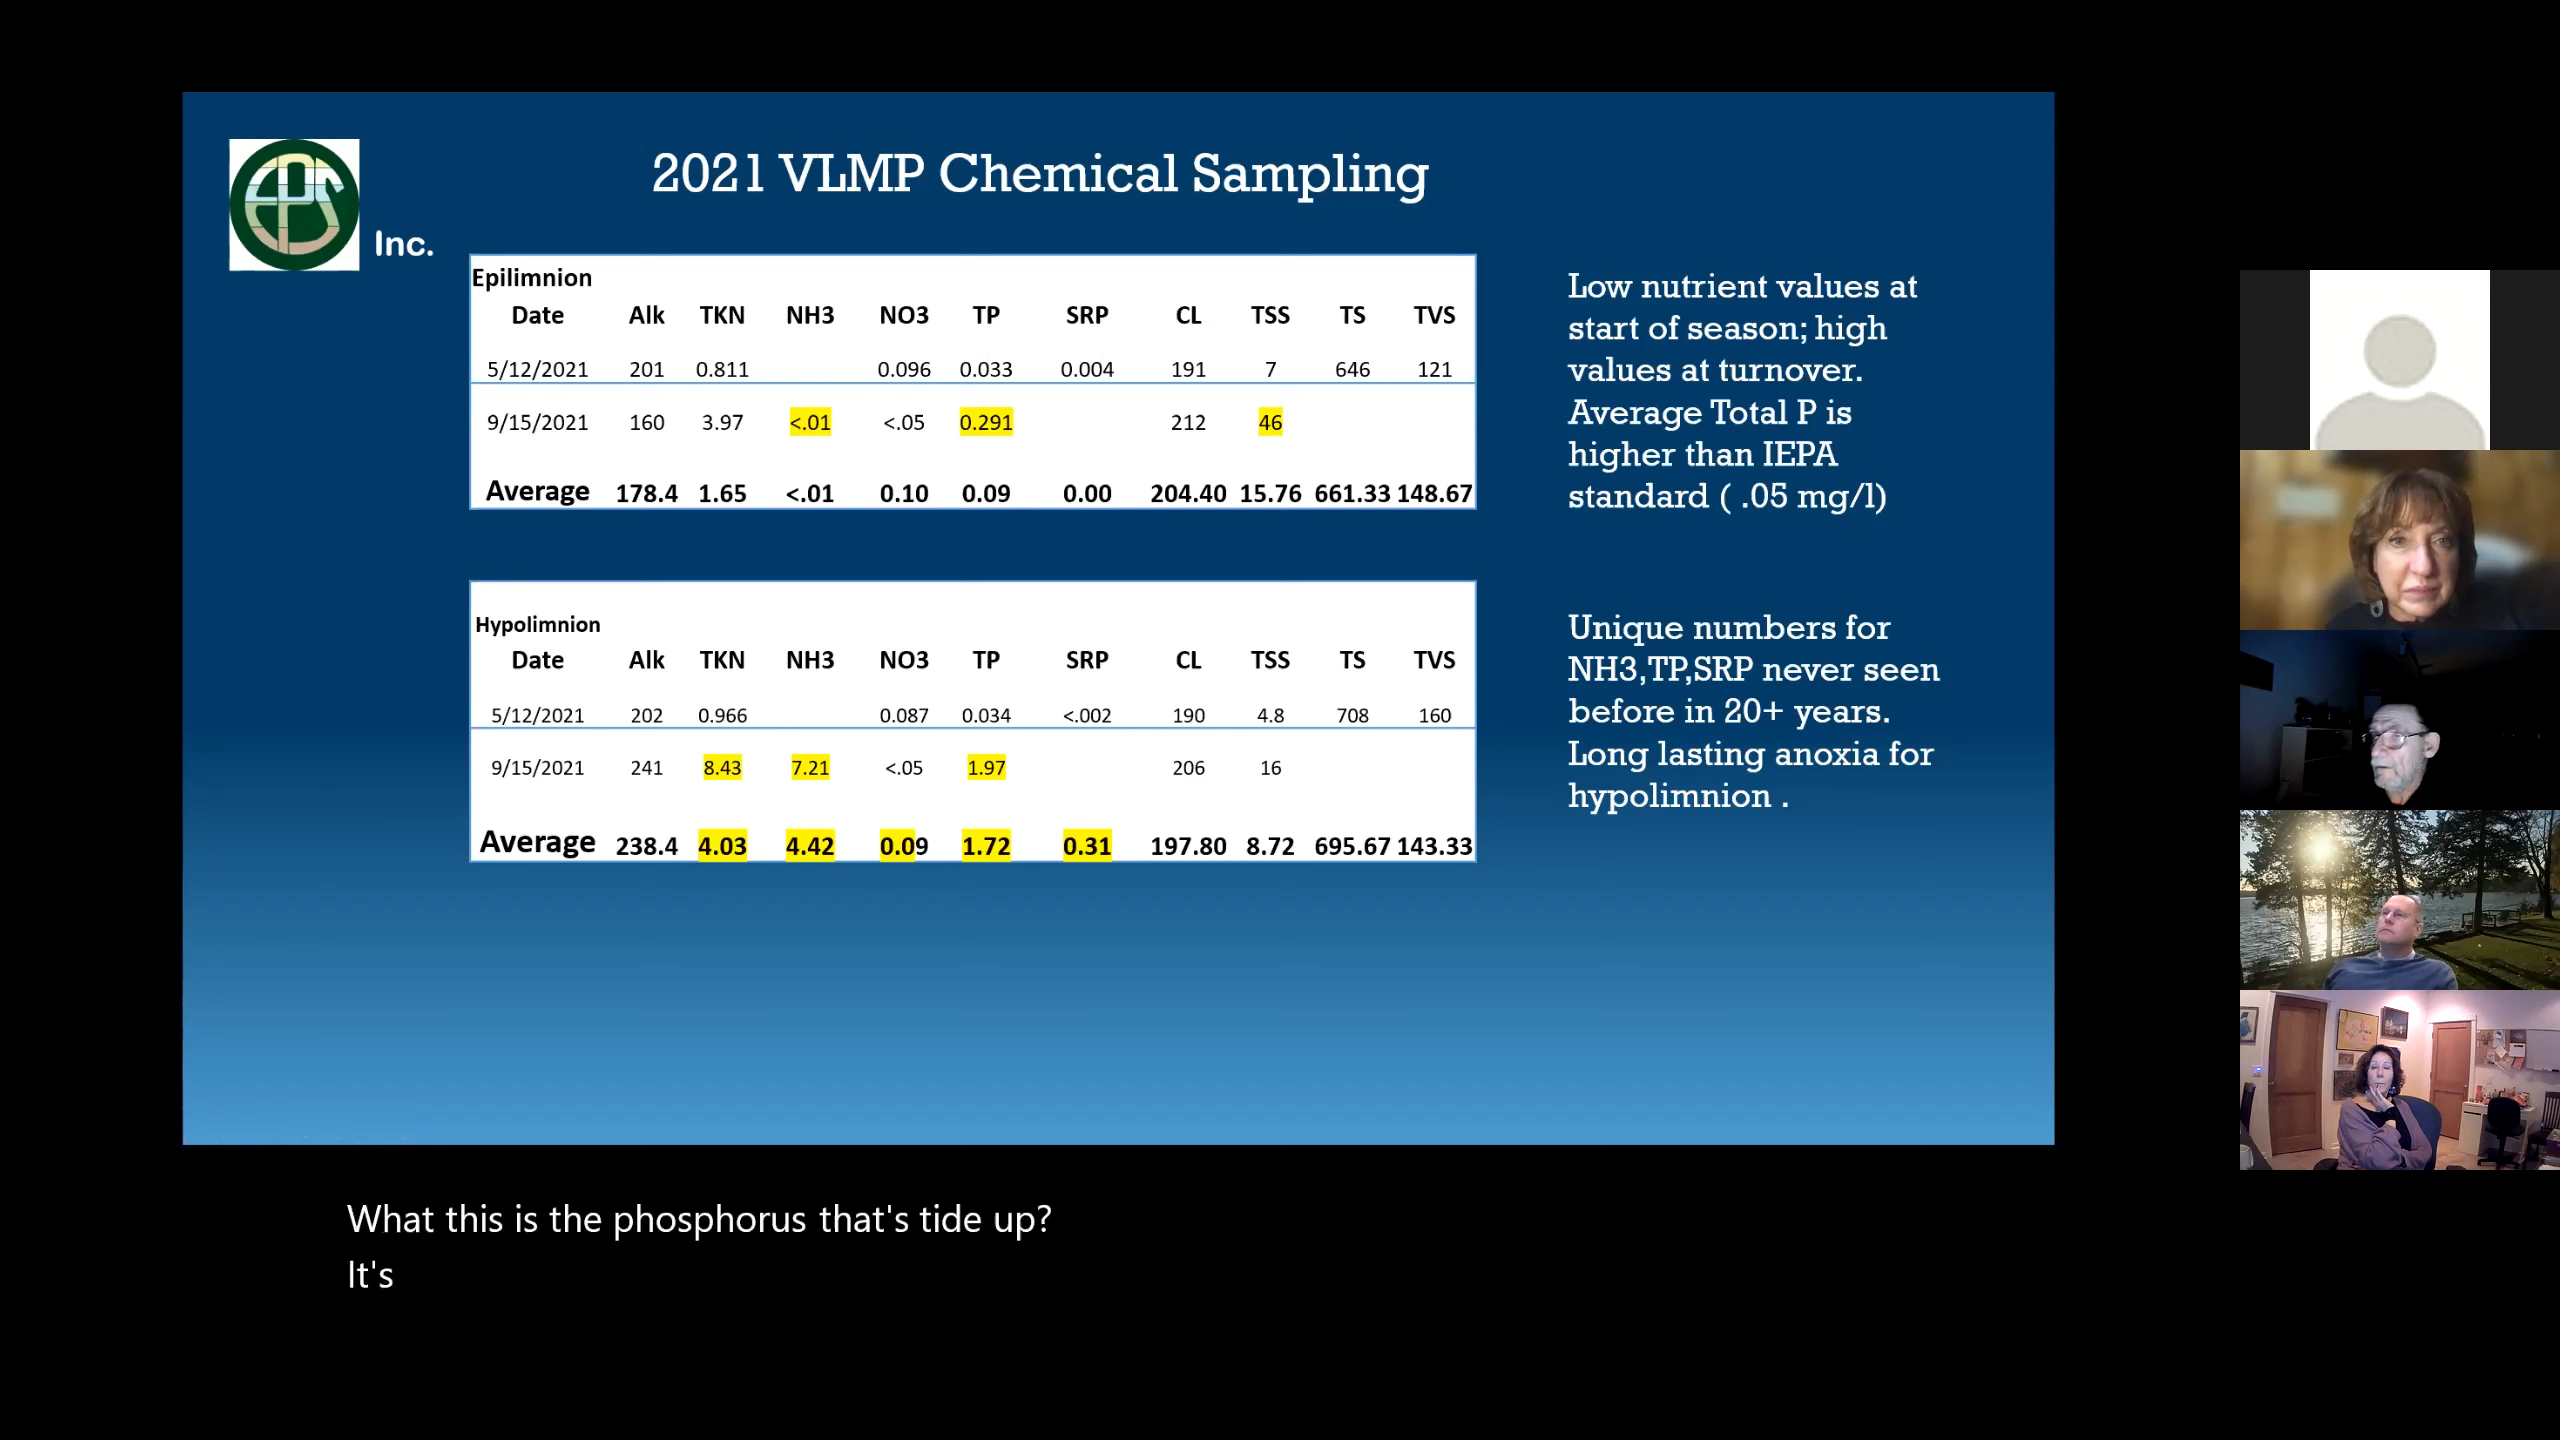 2021 VLMP Chemical Sampling
EPS
Inc.
Epilimnion
Date Alk TKN NH3 NO3 TP SRP CL TSS TS TVS
5/12/2021 201 0.811 0.096 0.033 0.004 191 7 646 121
9/15/2021 160 3.97 <.01 <.05 0.291 212 46
Average 178.4 1.65 <.01 0.10 0.09 0.00 204.40 15.76 661.33 148.67
Low nutrient values at
start of season; high
values at turnover.
Average Total P is
higher than IEPA
standard ( .05 mg/l)
Hypolimnion
Date Alk TKN NH3 NO3 TP SRP CL TSS TS TVS
5/12/2021 202 0.966 0.087 0.034 <.002 190 4.8 708 160
9/15/2021 241 8.43 7.21 <.05 1.97 206 16
Average 238.4 4.03 4.42 0.09 1.72 0.31 197.80 8.72 695.67 143.33
Unique numbers for
NH3,TP,SRP never seen
before in 20+ years.
Long lasting anoxia for
hypolimnion .
What this is the phosphorus that's tide up?
It's